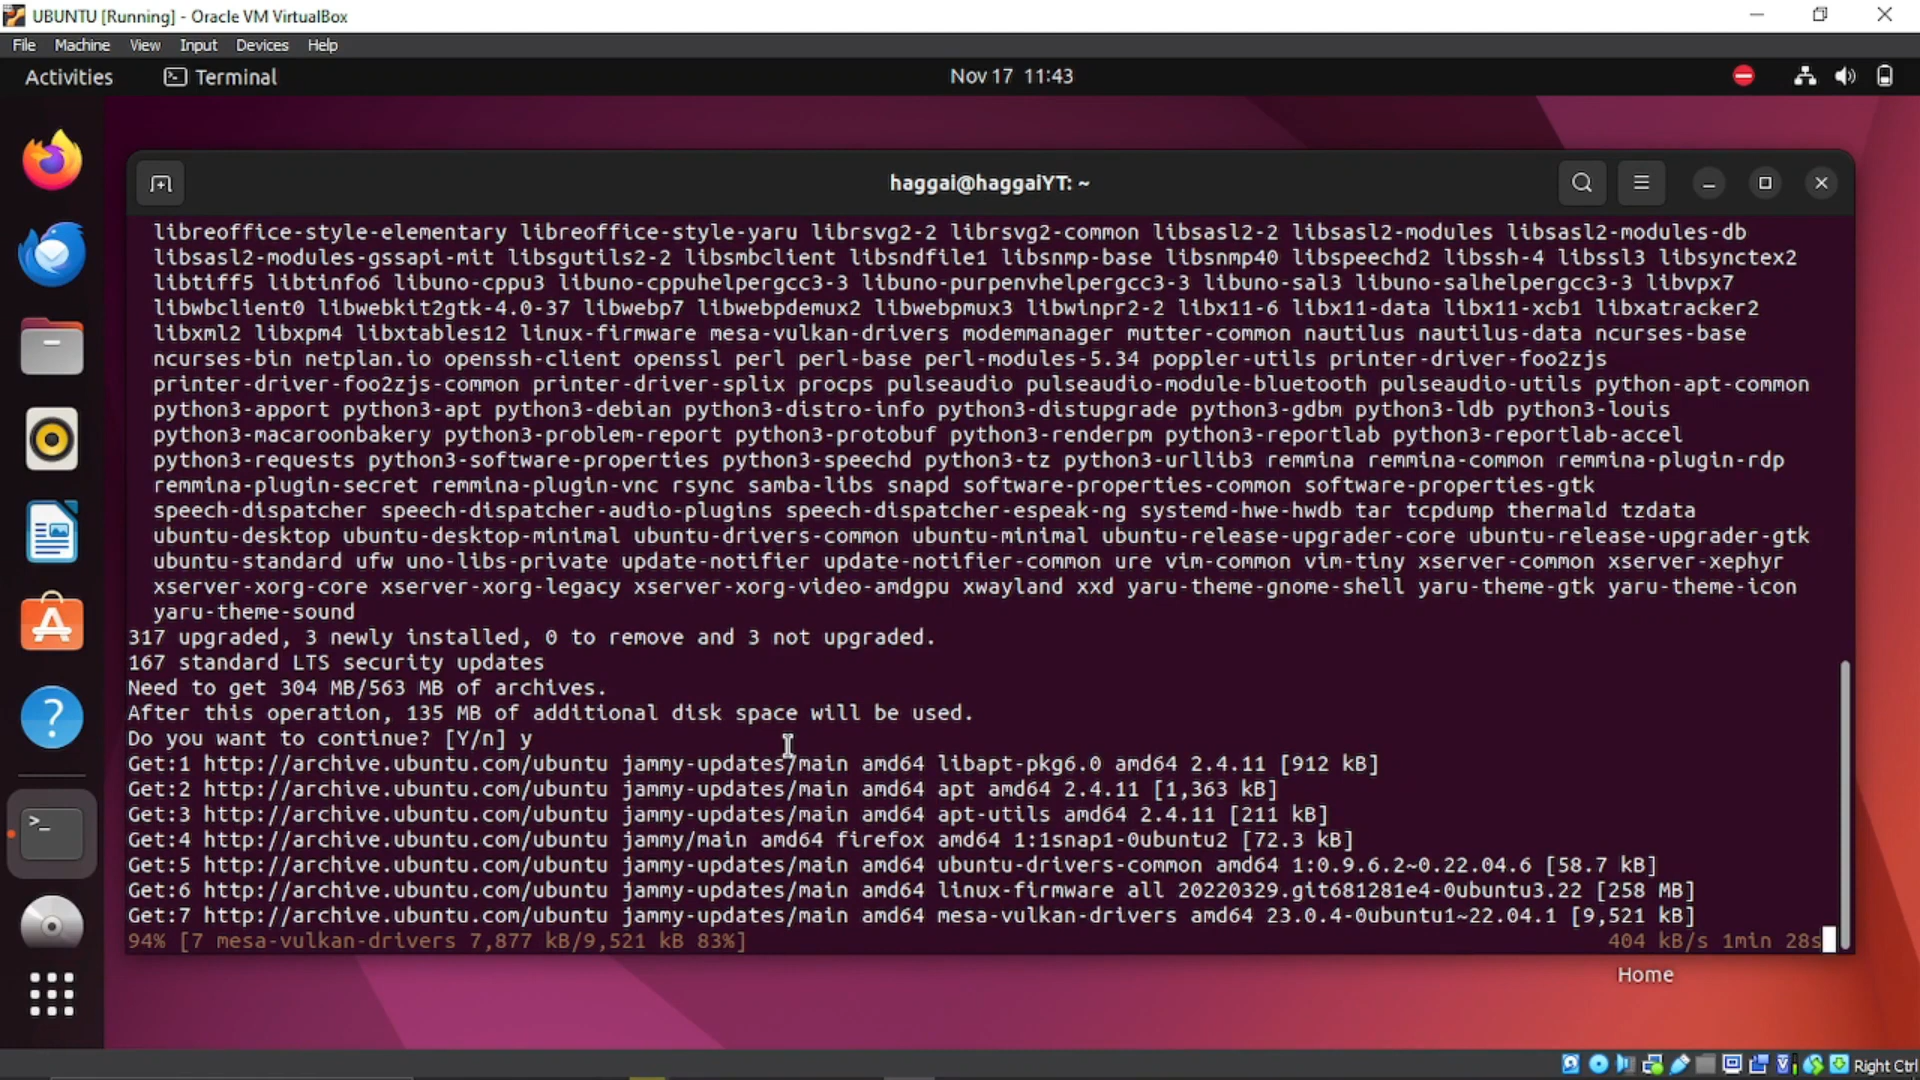 UBUNTU [Running] - Oracle VM VirtualBox
File Machine View Input Devices Help
Activities Terminal Nov 17 11:43
haggai@haggaiYT: ~
libreoffice-style-elementary libreoffice-style-yaru librsvg2-2 librsvg2-common libsasl2-2 libsasl2-modules libsasl2-modules-db
libsasl2-modules-gssapi-mit libsgutils2-2 libsmbclient libsndfile1 libsnmp-base libsnmp40 libspeechd2 libssh-4 libssl3 libsynctex2
libtiff5 libtinfo6 libuno-cppu3 libuno-cppuhelpergcc3-3 libuno-purpenvhelpergcc3-3 libuno-sal3 libuno-salhelpergcc3-3 libvpx7
libwbclient0 libwebkit2gtk-4.0-37 libwebp7 libwebpdemux2 libwebpmux3 libwinpr2-2 libx11-6 libx11-data libx11-xcb1 libxatracker2
libxml2 libxpm4 libxtables12 linux-firmware mesa-vulkan-drivers modemmanager mutter-common nautilus nautilus-data ncurses-base
ncurses-bin netplan.io openssh-client openssl perl perl-base perl-modules-5.34 poppler-utils printer-driver-foo2zjs
printer-driver-foo2zjs-common printer-driver-splix procps pulseaudio pulseaudio-module-bluetooth pulseaudio-utils python-apt-common
python3-apport python3-apt python3-debian python3-distro-info python3-distupgrade python3-gdbm python3-ldb python3-louis
python3-macaroonbakery python3-problem-report python3-protobuf python3-renderpm python3-reportlab python3-reportlab-accel
python3-requests python3-software-properties python3-speechd python3-tz python3-urllib3 remmina remmina-common remmina-plugin-rdp
remmina-plugin-secret remmina-plugin-vnc rsync samba-libs snapd software-properties-common software-properties-gtk
speech-dispatcher speech-dispatcher-audio-plugins speech-dispatcher-espeak-ng systemd-hwe-hwdb tar tcpdump thermald tzdata
ubuntu-desktop ubuntu-desktop-minimal ubuntu-drivers-common ubuntu-minimal ubuntu-release-upgrader-core ubuntu-release-upgrader-gtk
ubuntu-standard ufw uno-libs-private update-notifier update-notifier-common ure vim-common vim-tiny xserver-common xserver-xephyr
xserver-xorg-core xserver-xorg-legacy xserver-xorg-video-amdgpu xwayland xxd yaru-theme-gnome-shell yaru-theme-gtk yaru-theme-icon
yaru-theme-sound
317 upgraded, 3 newly installed, 0 to remove and 3 not upgraded.
167 standard LTS security updates
Need to get 304 MB/563 MB of archives.
After this operation, 135 MB of additional disk space will be used.
Do you want to continue? [Y/n] y
Get:1 http://archive.ubuntu.com/ubuntu jammy-updates/main amd64 libapt-pkg6.0 amd64 2.4.11 [912 kB]
Get:2 http://archive.ubuntu.com/ubuntu jammy-updates/main amd64 apt amd64 2.4.11 [1,363 kB]
Get:3 http://archive.ubuntu.com/ubuntu jammy-updates/main amd64 apt-utils amd64 2.4.11 [211 kB]
Get:4 http://archive.ubuntu.com/ubuntu jammy/main amd64 firefox amd64 1:1snap1-0ubuntu2 [72.3 kB]
Get:5 http://archive.ubuntu.com/ubuntu jammy-updates/main amd64 ubuntu-drivers-common amd64 1:0.9.6.2~0.22.04.6 [58.7 kB]
Get:6 http://archive.ubuntu.com/ubuntu jammy-updates/main amd64 linux-firmware all 20220329.git681281e4-0ubuntu3.22 [258 MB]
Get:7 http://archive.ubuntu.com/ubuntu jammy-updates/main amd64 mesa-vulkan-drivers amd64 23.0.4-0ubuntu1~22.04.1 [9,521 kB]
94% [7 mesa-vulkan-drivers 7,877 kB/9,521 kB 83%] 404 kB/s 1min 28s
Home
Right Ctrl